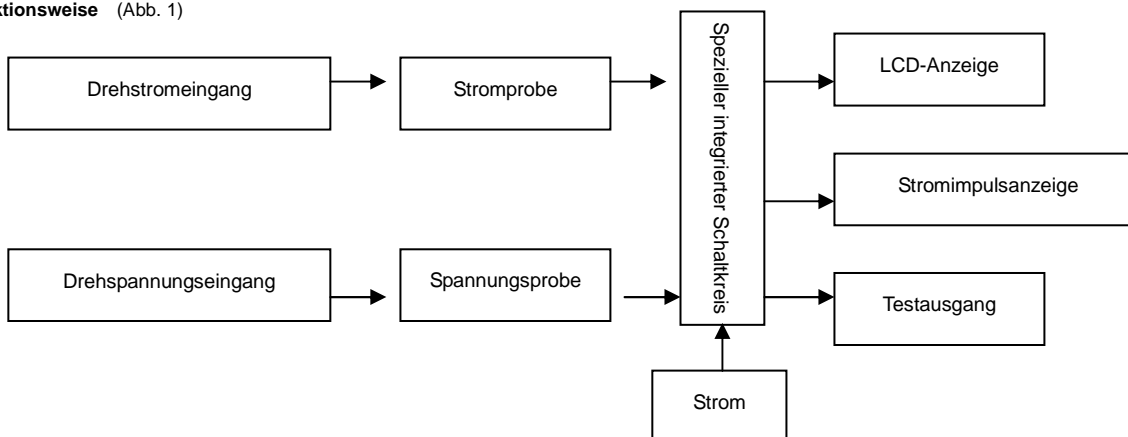 ktionsweise (Abb. 1)
Drehstromeingang
Stromprobe
Spezieller integrierter Schaltkreis
LCD-Anzeige
Stromimpulsanzeige
Drehspannungseingang
Spannungsprobe
Testausgang
Strom